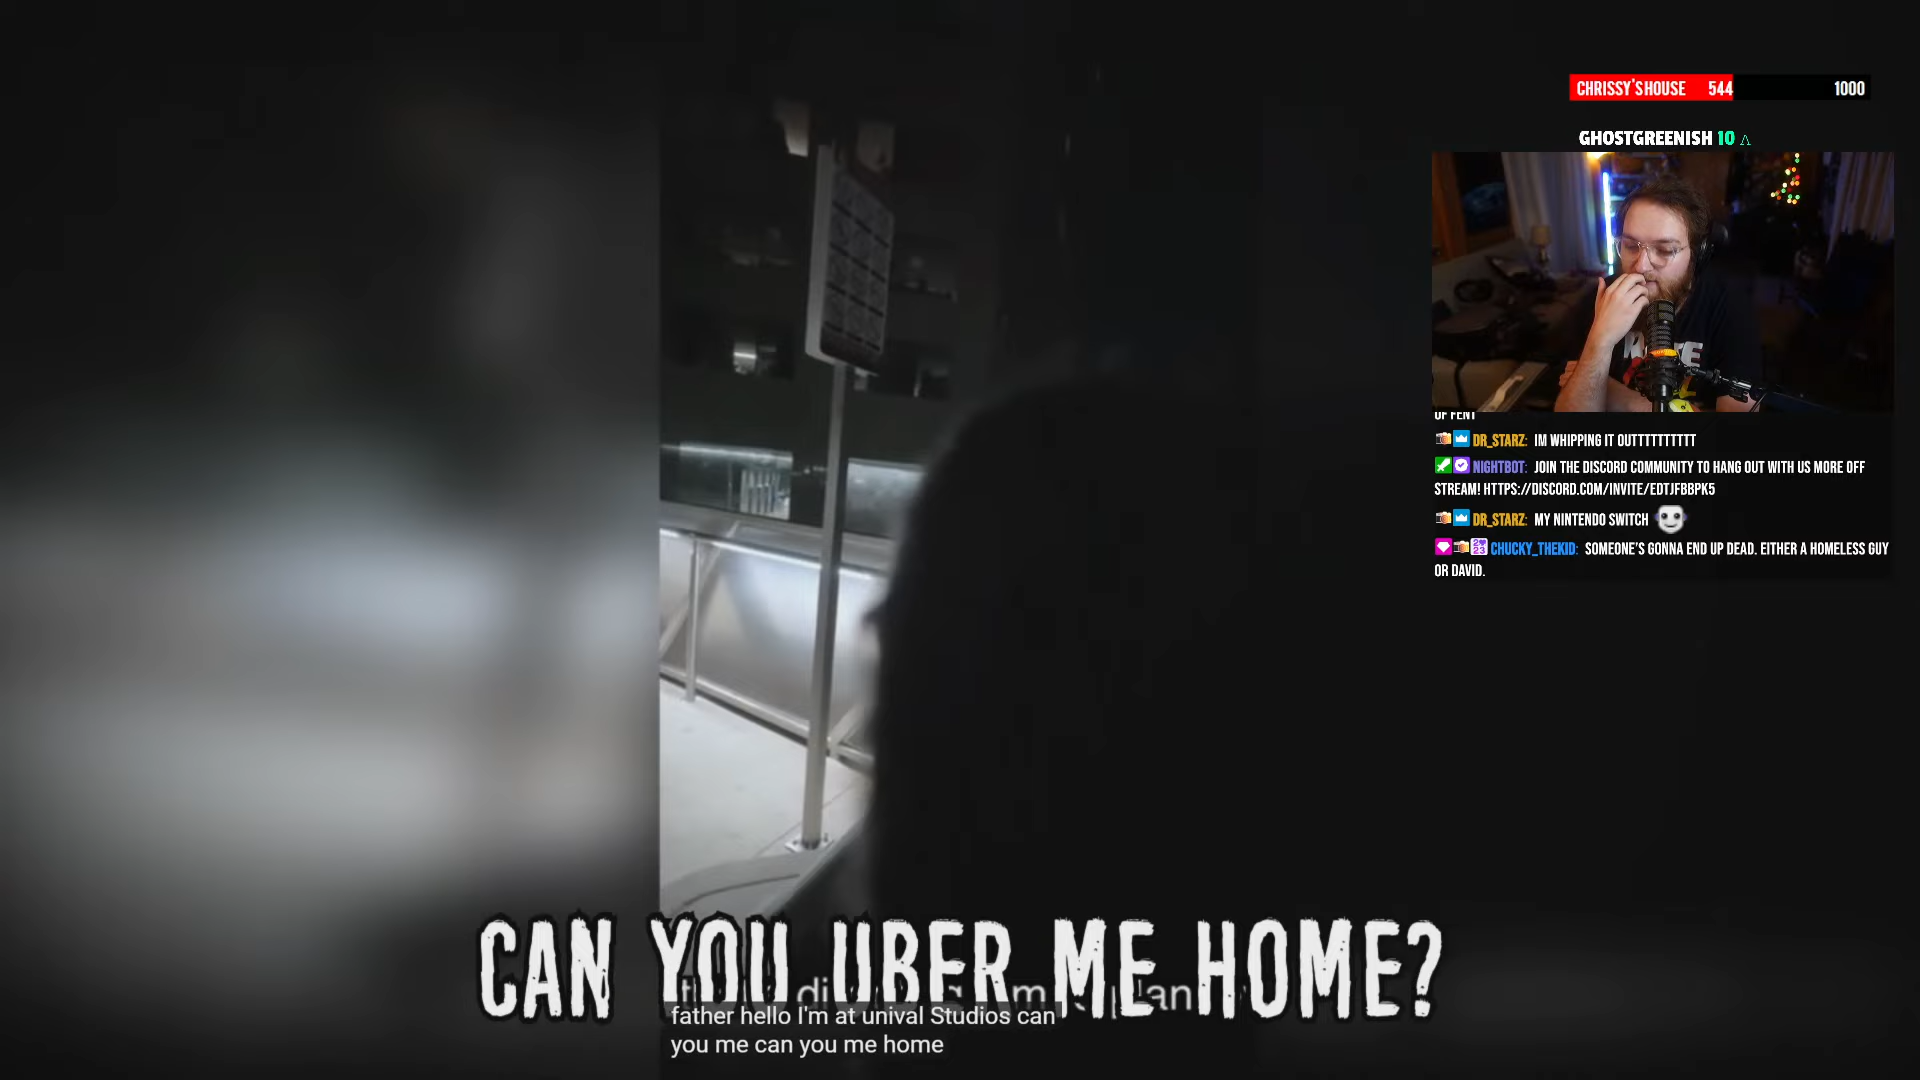 CHRISSY'SHOUSE 544 1000
GHOSTGREENISH 10
OF FENT
DR_STARZ: IM WHIPPING IT OUTTTTTTTTTT
NIGHTBOT: JOIN THE DISCORD COMMUNITY TO HANG OUT WITH US MORE OFF
STREAM! HTTPS://DISCORD.COM/INVITE/EDTJFBBPK5
DR_STARZ: MY NINTENDO SWITCH
CHUCKY_THEKID: SOMEONE'S GONNA END UP DEAD. EITHER A HOMELESS GUY
OR DAVID.
CAN YOU UBER ME HOME?
father hello I'm at unival Studios can
you me can you me home